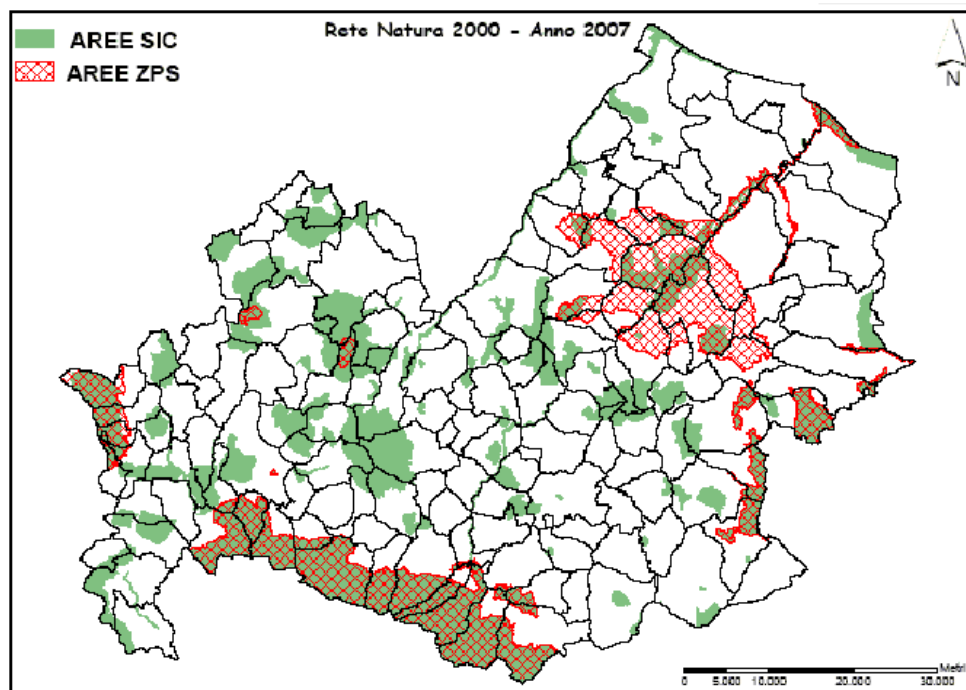 Rete Natura 2000 - Anno 2007
AREE SIC
AREE ZPS
N
Metri
0 5.000 10.000 20.000 30.000